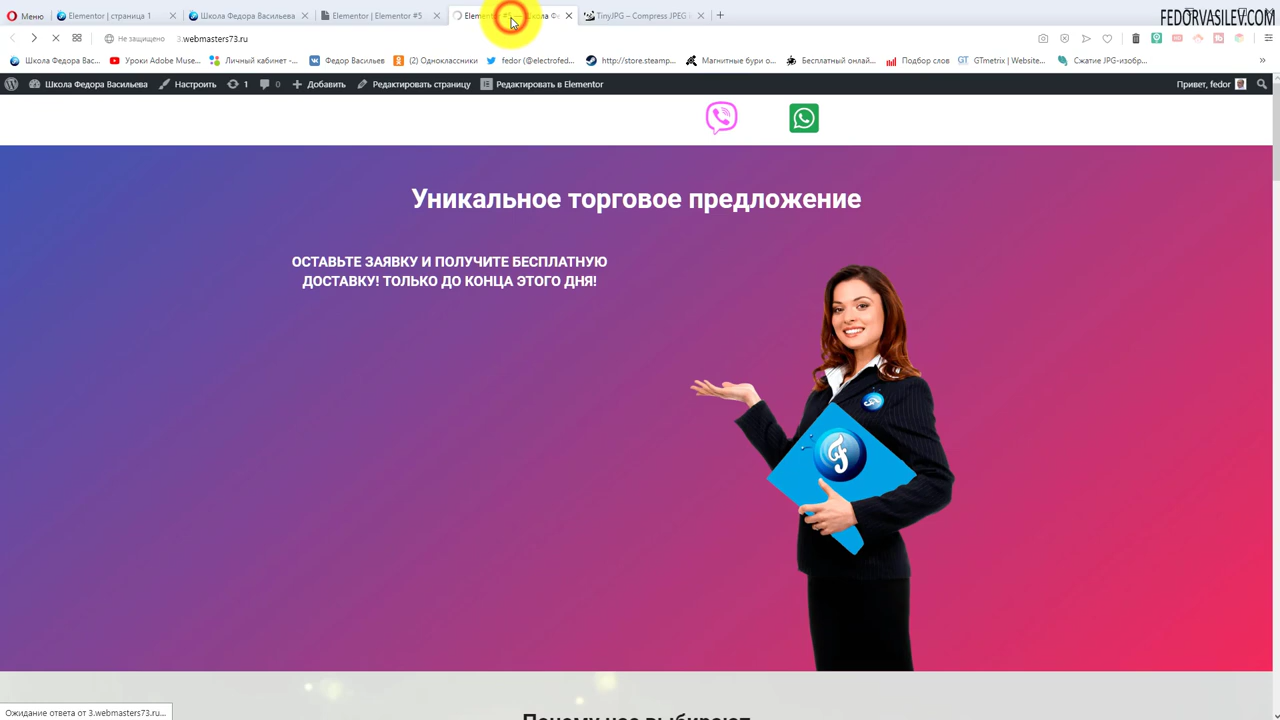 Меню
Elementor | страница 1
Школа Федора Васильева
Elementor | Elementor #5
TinyJPG – Compress JPEG
FEDORVASILEV.COM
Не защищено
3.webmasters73.ru
Школа Федора Вас...
Уроки Adobe Muse...
Личный кабинет -...
Федор Васильев
(2) Одноклассники
fedor (@electrofed...
http://store.steamp...
Магнитные бури о...
Бесплатный онлай...
Подбор слов
GTmetrix | Website...
Сжатие JPG-изобр...
Школа Федора Васильева
Настроить
1
0
Добавить
Редактировать страницу
Редактировать в Elementor
Привет, fedor
Уникальное торговое предложение
ОСТАВЬТЕ ЗАЯВКУ И ПОЛУЧИТЕ БЕСПЛАТНУЮ
ДОСТАВКУ! ТОЛЬКО ДО КОНЦА ЭТОГО ДНЯ!
Почему нас выбирают
Ожидание ответа от 3.webmasters73.ru...